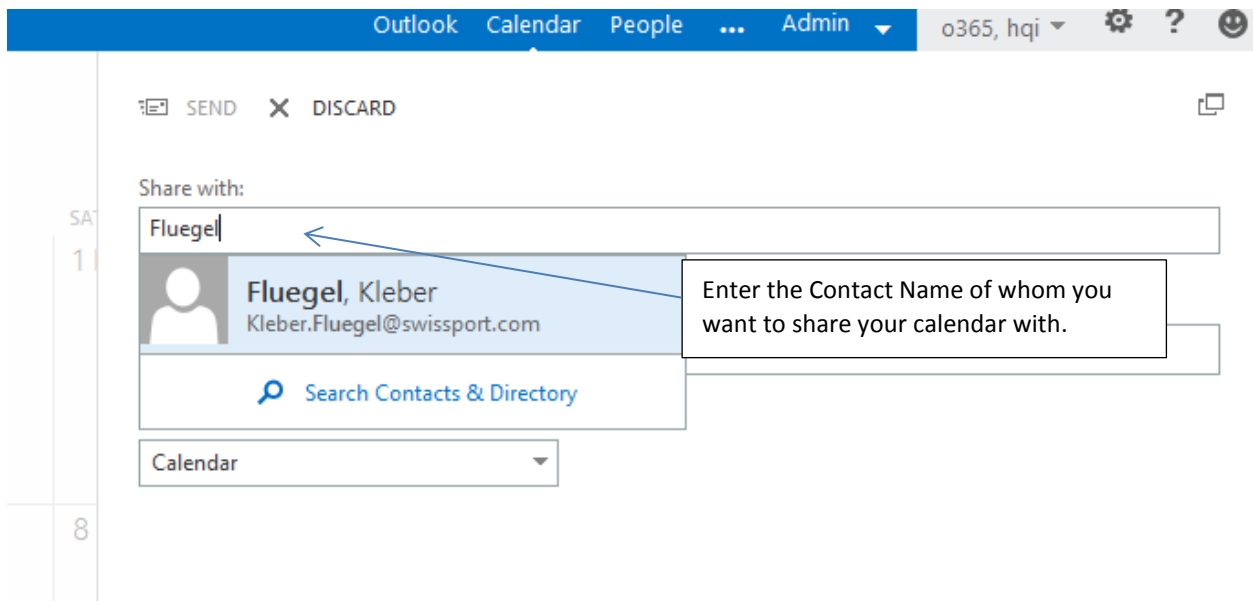 Outlook Calendar People ... Admin o365, hqi ?
SEND DISCARD
Share with:
SAT
Fluegel
1
Fluegel, Kleber
Kleber.Fluegel@swissport.com
Enter the Contact Name of whom you
want to share your calendar with.
Search Contacts & Directory
Calendar
8